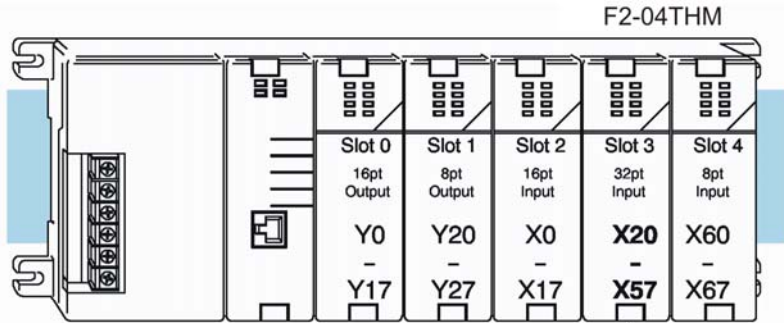 F2-04THM
Slot 0 Slot 1 Slot 2 Slot 3 Slot 4
16pt 8pt 16pt 32pt 8pt
Output Output Input Input Input
Y0 Y20 X0 X20 X60
- - - - -
Y17 Y27 X17 X57 X67